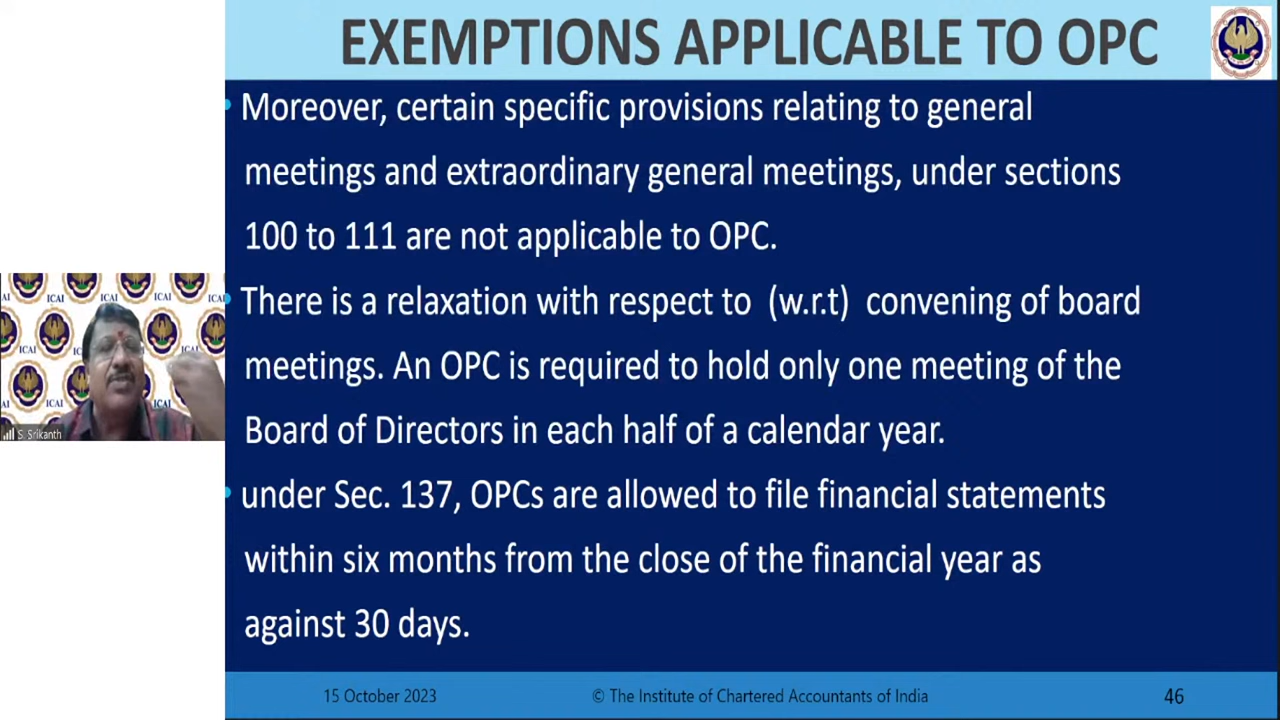 EXEMPTIONS APPLICABLE TO OPC
• Moreover, certain specific provisions relating to general
meetings and extraordinary general meetings, under sections
100 to 111 are not applicable to OPC.
• There is a relaxation with respect to (w.r.t) convening of board
meetings. An OPC is required to hold only one meeting of the
Board of Directors in each half of a calendar year.
• under Sec. 137, OPCs are allowed to file financial statements
within six months from the close of the financial year as
against 30 days.
ICAI ICAI ICAI
ICAI
S. Srikanth
15 October 2023 © The Institute of Chartered Accountants of India 46